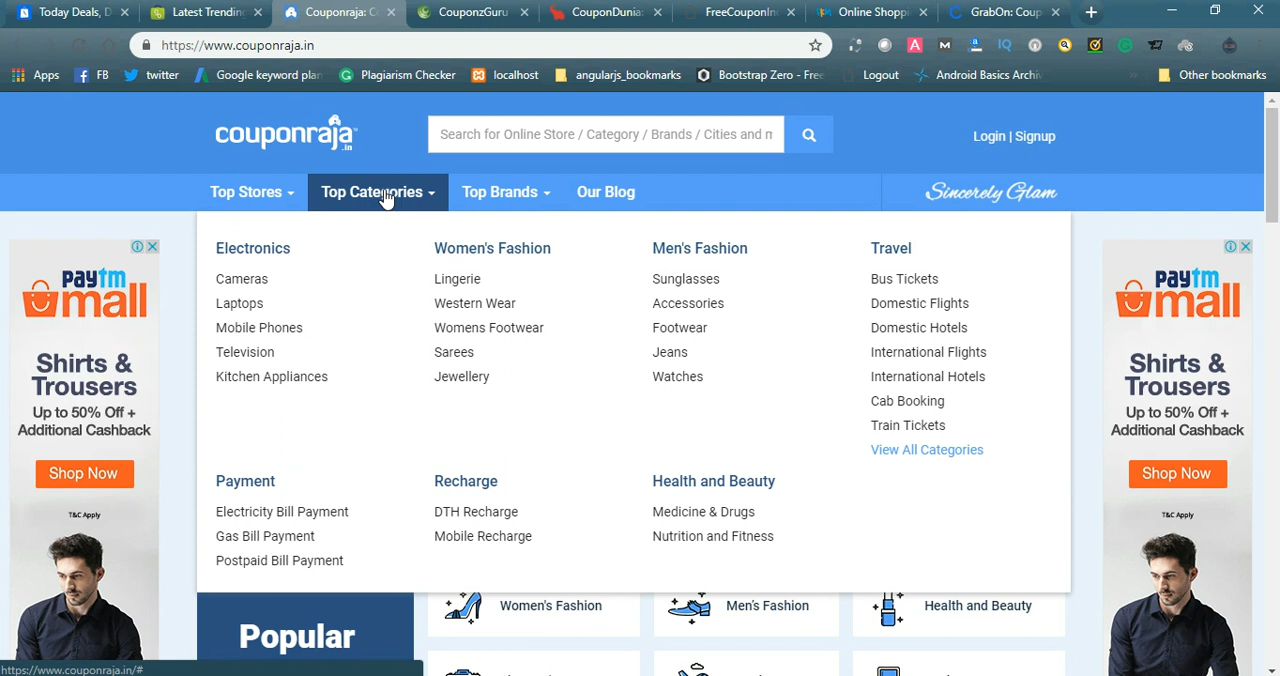 Today Deals, D
Latest Trending
Couponraja: C
CouponzGuru
CouponDunia:
FreeCouponIn
Online Shopp
GrabOn: Coup
https://www.couponraja.in
Apps
FB
twitter
Google keyword plan
Plagiarism Checker
localhost
angularjs_bookmarks
Bootstrap Zero - Fre
Logout
Android Basics Archiv
Other bookmarks
couponraja.in
Search for Online Store / Category / Brands / Cities and m
Login | Signup
Top Stores
Top Categories
Top Brands
Our Blog
Sincerely Glam
Electronics
Cameras
Laptops
Mobile Phones
Television
Kitchen Appliances
Women's Fashion
Lingerie
Western Wear
Womens Footwear
Sarees
Jewellery
Men's Fashion
Sunglasses
Accessories
Footwear
Jeans
Watches
Travel
Bus Tickets
Domestic Flights
Domestic Hotels
International Flights
International Hotels
Cab Booking
Train Tickets
View All Categories
Payment
Electricity Bill Payment
Gas Bill Payment
Postpaid Bill Payment
Recharge
DTH Recharge
Mobile Recharge
Health and Beauty
Medicine & Drugs
Nutrition and Fitness
Popular
Women's Fashion
Men's Fashion
Health and Beauty
paytm
mall
Shirts &
Trousers
Up to 50% Off +
Additional Cashback
Shop Now
T&C Apply
paytm
mall
Shirts &
Trousers
Up to 50% Off +
Additional Cashback
Shop Now
T&C Apply
https://www.couponraja.in/#